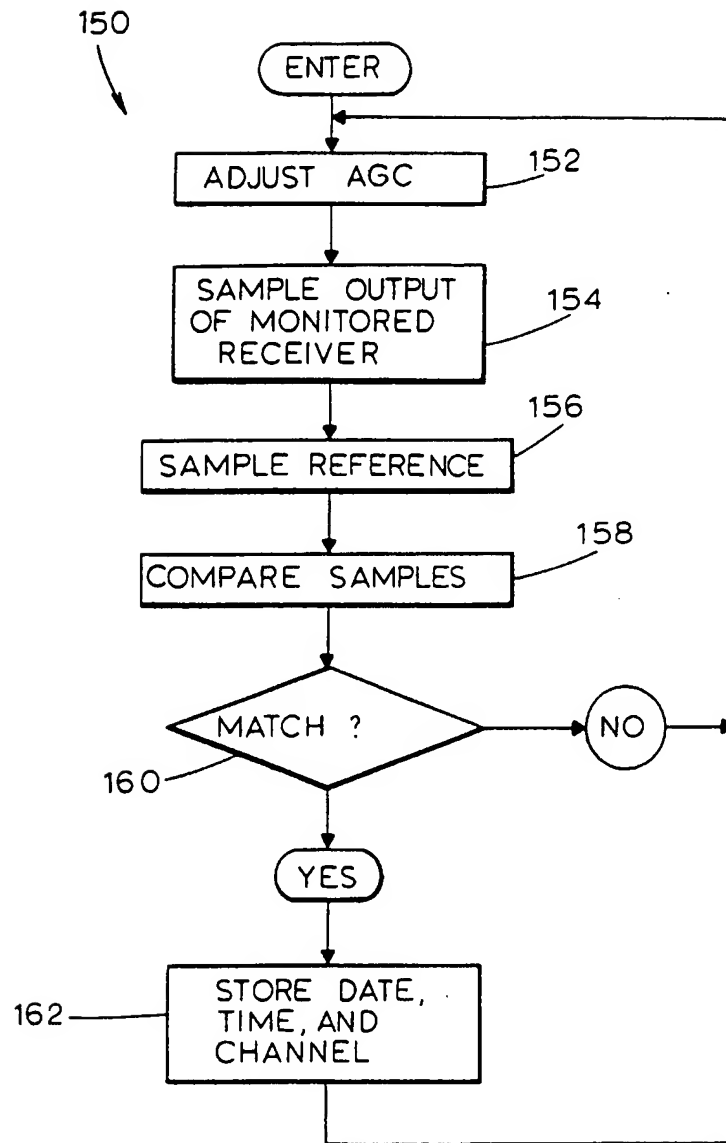 150
ENTER
ADJUST AGC
152
SAMPLE OUTPUT
OF MONITORED
RECEIVER
154
156
SAMPLE REFERENCE
158
COMPARE SAMPLES
MATCH ?
NO
160
YES
162
STORE DATE,
TIME, AND
CHANNEL